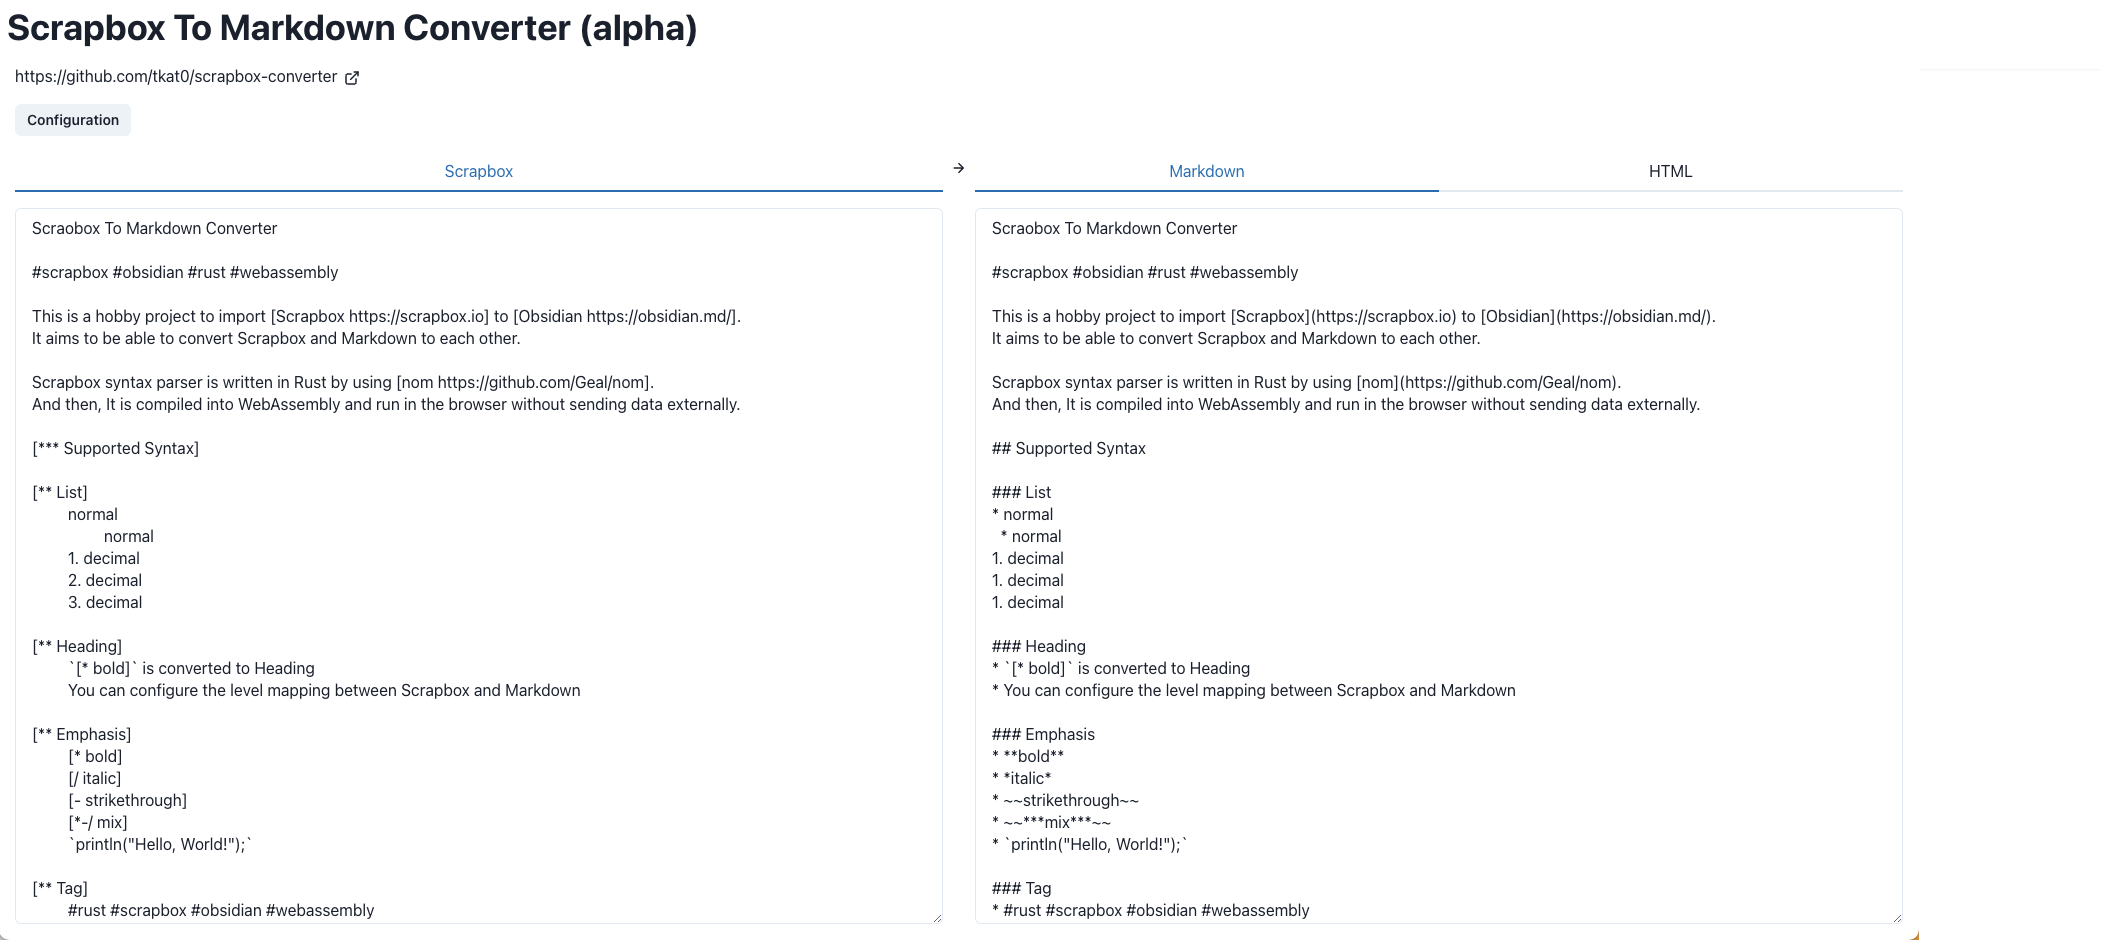 Scrapbox To Markdown Converter (alpha)
https://github.com/tkat0/scrapbox-converter
Configuration
Scrapbox → Markdown HTML
Scraobox To Markdown Converter
#scrapbox #obsidian #rust #webassembly
This is a hobby project to import [Scrapbox https://scrapbox.io] to [Obsidian https://obsidian.md/].
It aims to be able to convert Scrapbox and Markdown to each other.
Scrapbox syntax parser is written in Rust by using [nom https://github.com/Geal/nom].
And then, It is compiled into WebAssembly and run in the browser without sending data externally.
[*** Supported Syntax]
[** List]
normal
normal
1. decimal
2. decimal
3. decimal
[** Heading]
`[* bold]` is converted to Heading
You can configure the level mapping between Scrapbox and Markdown
[** Emphasis]
[* bold]
[/ italic]
[- strikethrough]
[*-/ mix]
`println("Hello, World!");`
[** Tag]
#rust #scrapbox #obsidian #webassembly
Scraobox To Markdown Converter
#scrapbox #obsidian #rust #webassembly
This is a hobby project to import [Scrapbox](https://scrapbox.io) to [Obsidian](https://obsidian.md/).
It aims to be able to convert Scrapbox and Markdown to each other.
Scrapbox syntax parser is written in Rust by using [nom](https://github.com/Geal/nom).
And then, It is compiled into WebAssembly and run in the browser without sending data externally.
## Supported Syntax
### List
* normal
  * normal
1. decimal
1. decimal
1. decimal
### Heading
* `[* bold]` is converted to Heading
* You can configure the level mapping between Scrapbox and Markdown
### Emphasis
* **bold**
* *italic*
* ~~strikethrough~~
* ~~***mix***~~
* `println("Hello, World!");`
### Tag
* #rust #scrapbox #obsidian #webassembly